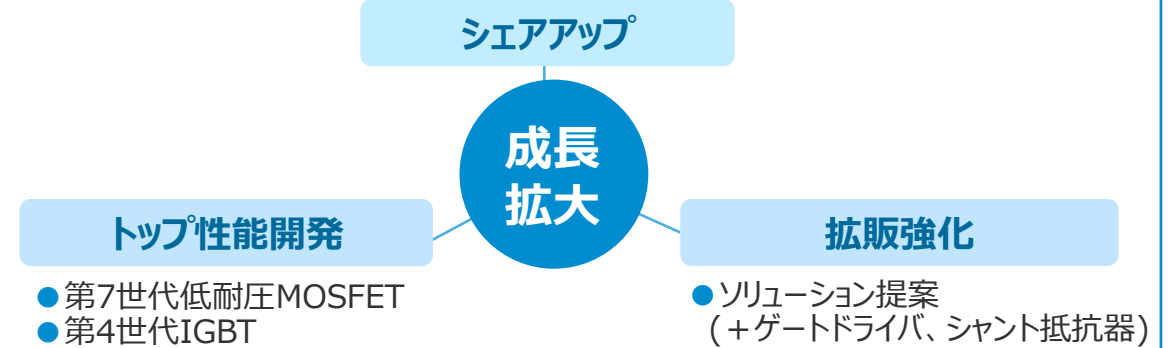 シェアアップ
成長
拡大
トップ性能開発
●第7世代低耐圧MOSFET
●第4世代IGBT
拡販強化
●ソリューション提案
(+ゲートドライバ、シャント抵抗器)